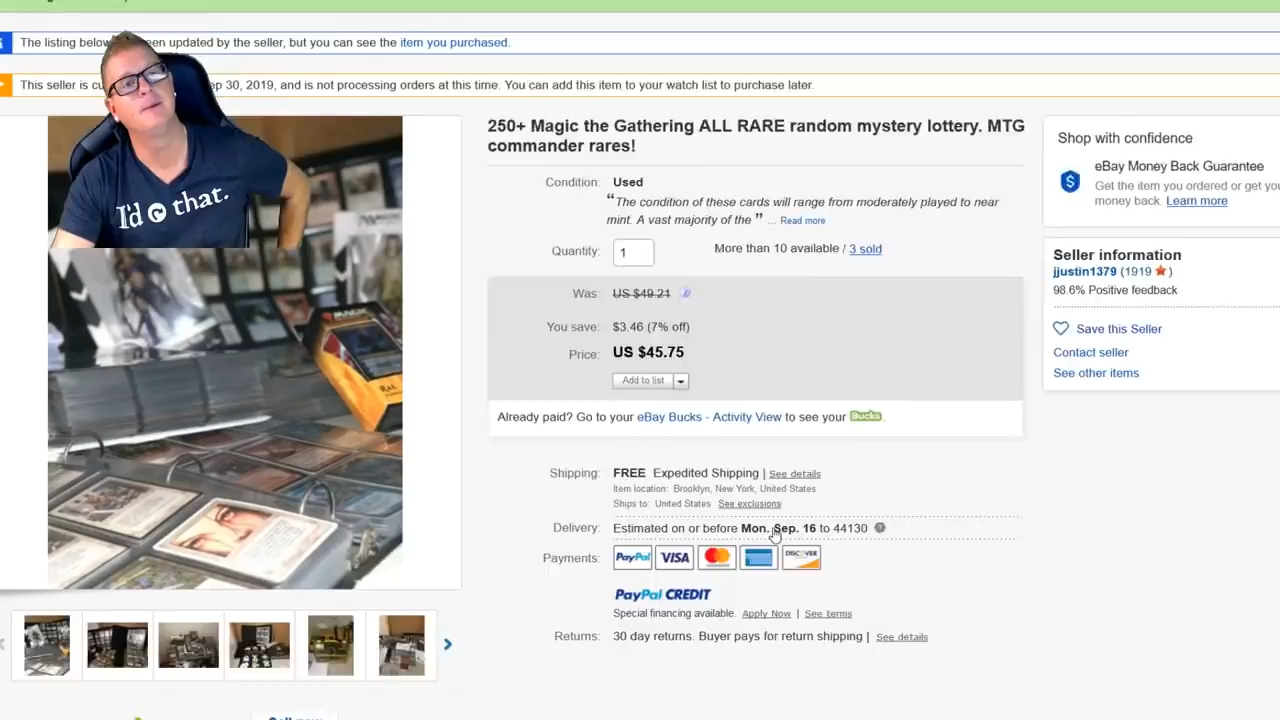 The listing below been updated by the seller, but you can see the item you purchased.
This seller is cu ep 30, 2019, and is not processing orders at this time. You can add this item to your watch list to purchase later.
I'd that.
MAGIC
250+ Magic the Gathering ALL RARE random mystery lottery. MTG
commander rares!
Condition: Used
“The condition of these cards will range from moderately played to near
mint. A vast majority of the ” ... Read more
Quantity: 1 More than 10 available / 3 sold
Was: US $49.21
You save: $3.46 (7% off)
Price: US $45.75
Add to list
Already paid? Go to your eBay Bucks - Activity View to see your Bucks.
Shipping: FREE Expedited Shipping | See details
Item location: Brooklyn, New York, United States
Ships to: United States See exclusions
Delivery: Estimated on or before Mon. Sep. 16 to 44130 ?
Payments: PayPal VISA MasterCard DISCOVER
PayPal CREDIT
Special financing available. Apply Now | See terms
Returns: 30 day returns. Buyer pays for return shipping | See details
Shop with confidence
eBay Money Back Guarantee
Get the item you ordered or get you
money back. Learn more
Seller information
jjustin1379 (1919 )
98.6% Positive feedback
Save this Seller
Contact seller
See other items